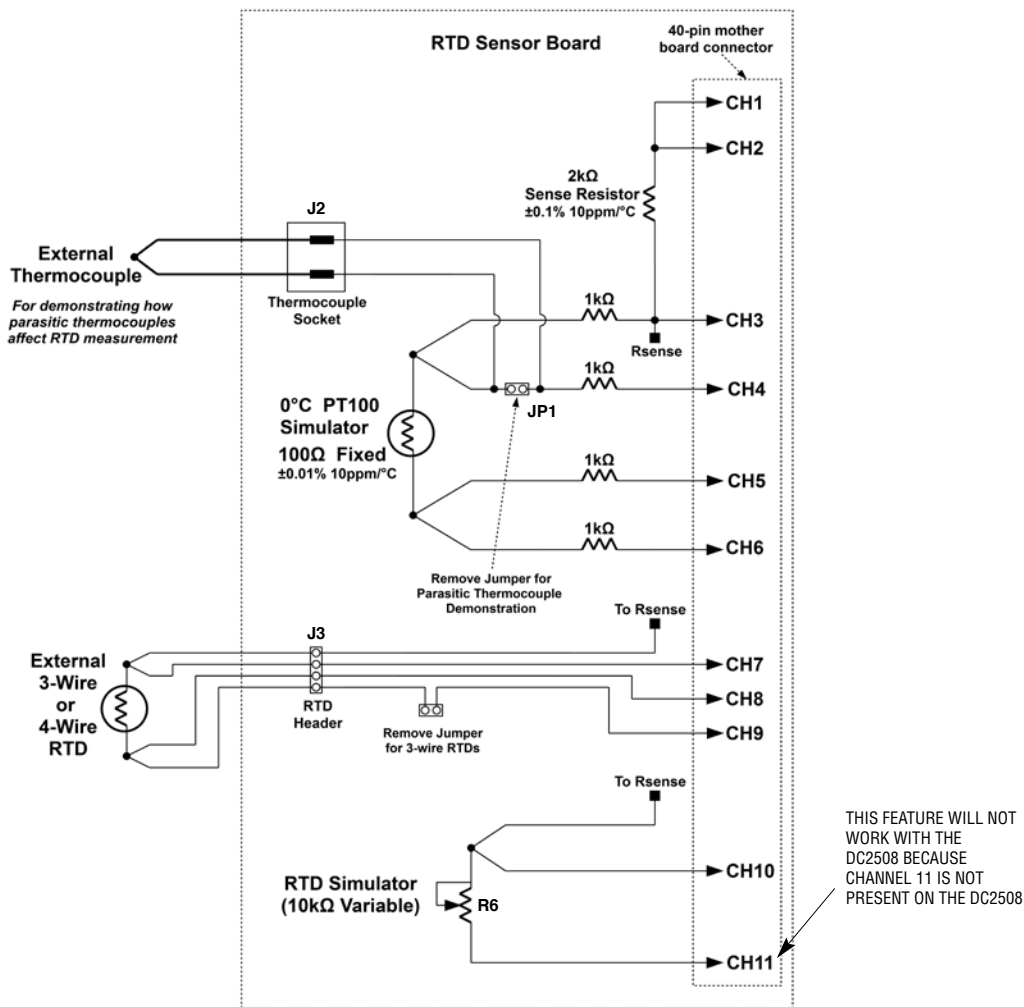 RTD Sensor Board
40-pin mother
board connector
CH1
CH2
2kΩ
Sense Resistor
±0.1% 10ppm/°C
J2
External
Thermocouple
For demonstrating how
parasitic thermocouples
affect RTD measurement
Thermocouple
Socket
1kΩ
CH3
Rsense
1kΩ
CH4
JP1
0°C PT100
Simulator
100Ω Fixed
±0.01% 10ppm/°C
1kΩ
CH5
1kΩ
CH6
Remove Jumper for
Parasitic Thermocouple
Demonstration
To Rsense
J3
External
3-Wire
or
4-Wire
RTD
RTD
Header
Remove Jumper
for 3-wire RTDs
CH7
CH8
CH9
To Rsense
CH10
RTD Simulator
(10kΩ Variable)
R6
CH11
THIS FEATURE WILL NOT
WORK WITH THE
DC2508 BECAUSE
CHANNEL 11 IS NOT
PRESENT ON THE DC2508